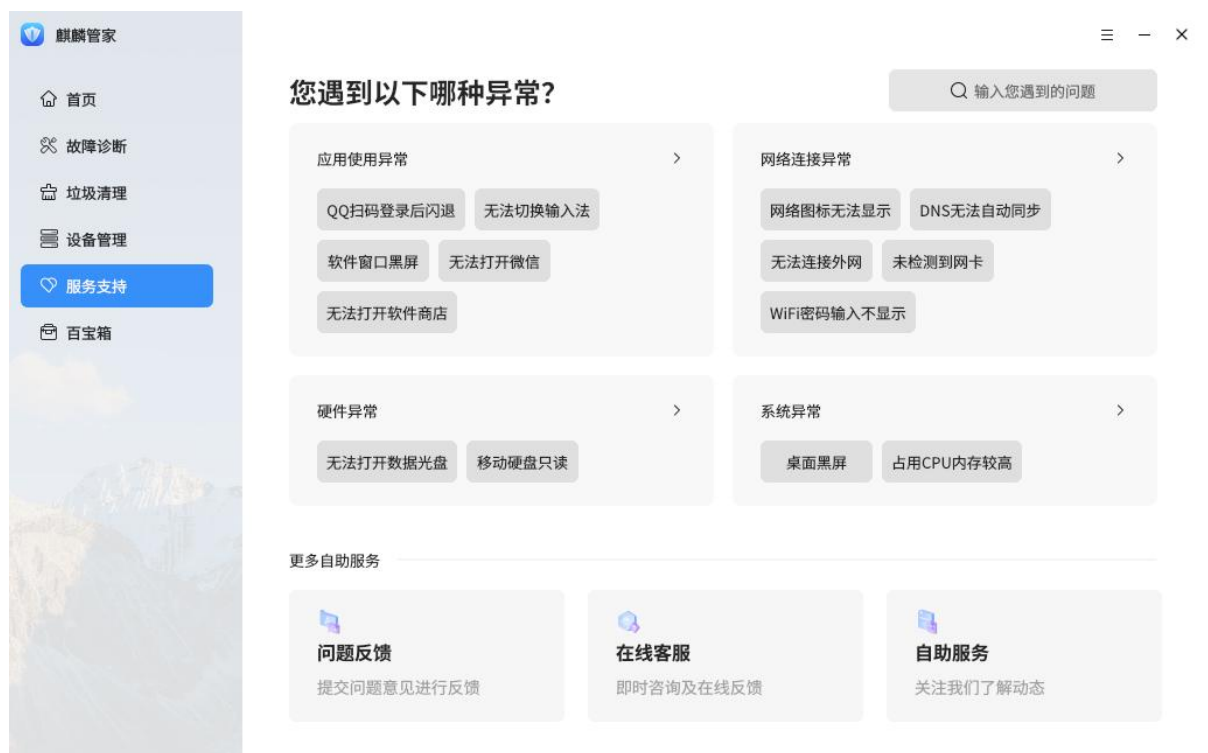 麒麟管家
首页
故障诊断
垃圾清理
设备管理
服务支持
百宝箱
您遇到以下哪种异常?
输入您遇到的问题
应用使用异常
QQ扫码登录后闪退 无法切换输入法
软件窗口黑屏 无法打开微信
无法打开软件商店
网络连接异常
网络图标无法显示 DNS无法自动同步
无法连接外网 未检测到网卡
WiFi密码输入不显示
硬件异常
无法打开数据光盘 移动硬盘只读
系统异常
桌面黑屏 占用CPU内存较高
更多自助服务
问题反馈
提交问题意见进行反馈
在线客服
即时咨询及在线反馈
自助服务
关注我们了解动态